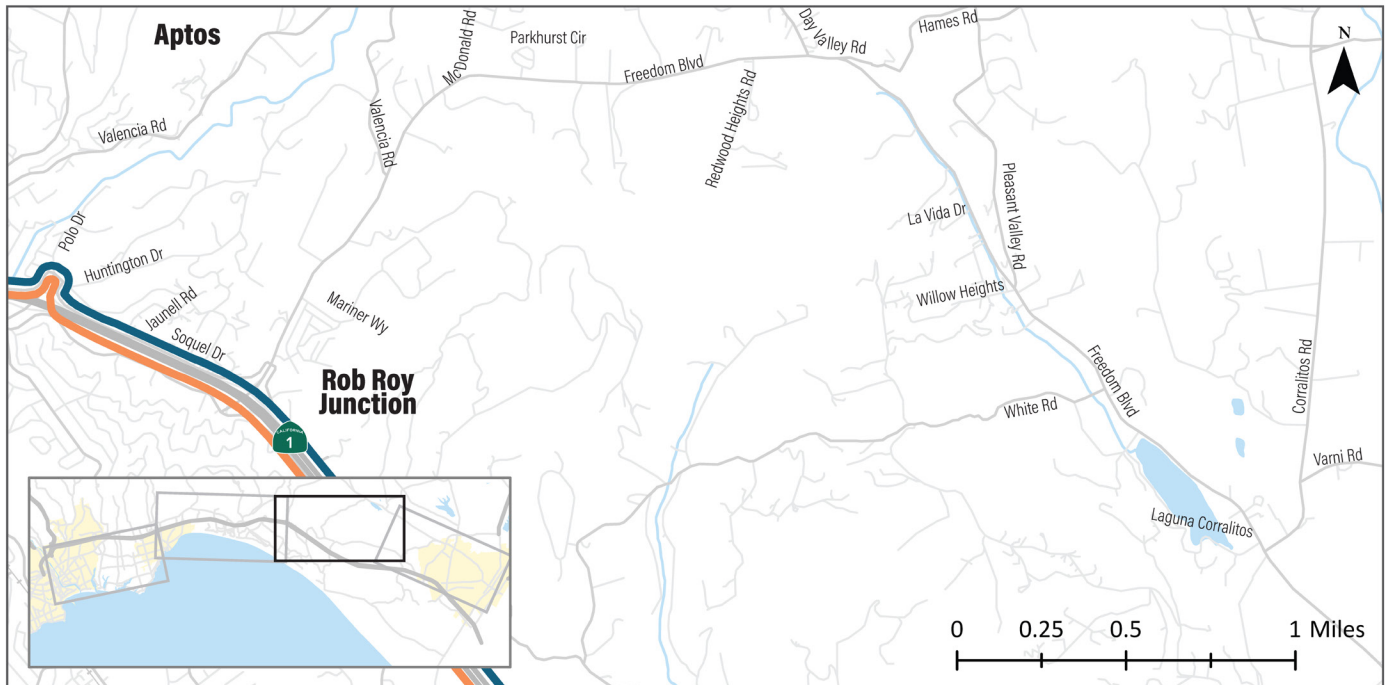 Aptos
McDonald Rd
Parkhurst Cir
Day Valley Rd
Hames Rd
N
Freedom Blvd
Valencia Rd
Valencia Rd
Redwood Heights Rd
Polo Dr
Huntington Dr
La Vida Dr
Pleasant Valley Rd
Jaunell Rd
Mariner Wy
Willow Heights
Soquel Dr
Rob Roy
Junction
Freedom Blvd
Corralitos Rd
White Rd
CALIFORNIA
1
Varni Rd
Laguna Corralitos
0 0.25 0.5 1 Miles